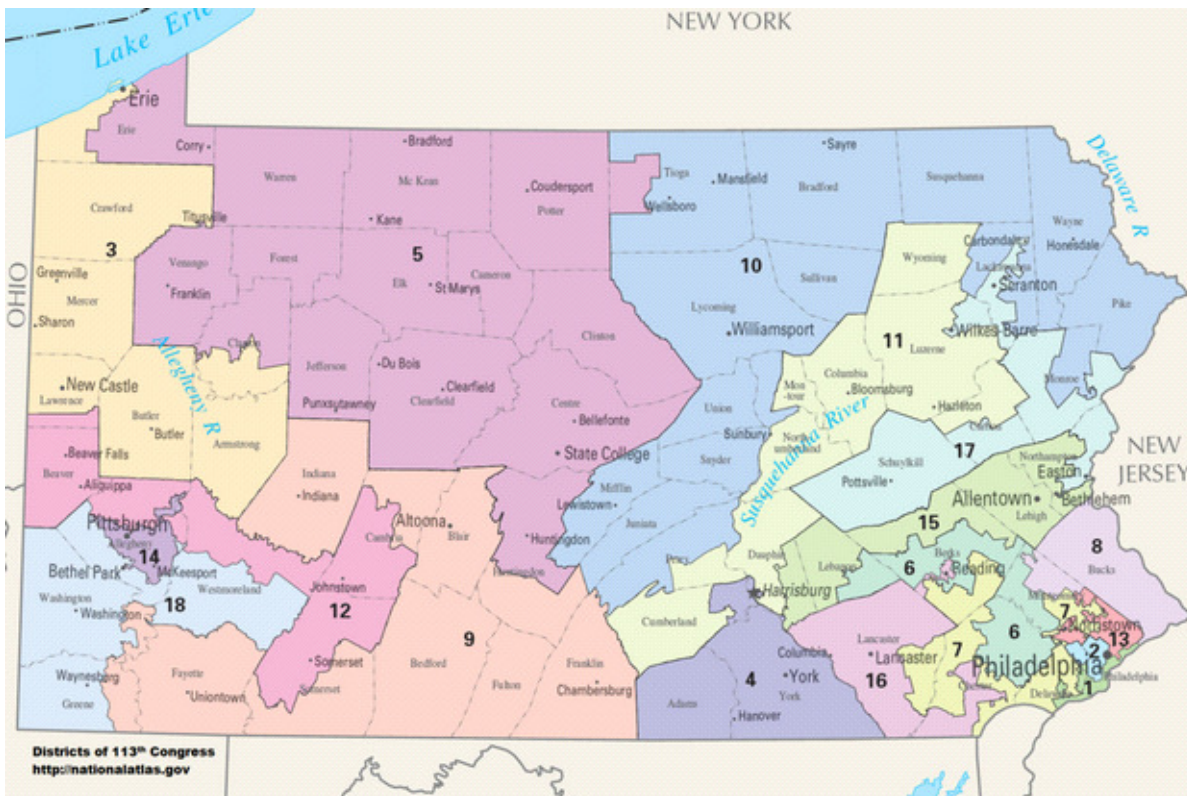 NEW YORK
Lake Erie
Erie
Erie
Corry
Bradford
Sayre
Delaware R
Warren
Mc Kean
Coudersport
Potter
Tioga
Mansfield
Bradford
Susquehanna
Wellsboro
Crawford
Titusville
Kane
Wayne
Honesdale
3
5
10
Carbondale
Wyoming
Lackawanna
Scranton
OHIO
Greenville
Mercer
Sharon
Venango
Franklin
Forest
Elk
St Marys
Cameron
Sullivan
Lycoming
Williamsport
Pike
Clarion
Clinton
11
Wilkes-Barre
Luzerne
Allegheny R
Jefferson
Du Bois
Clearfield
Clearfield
Columbia
Bloomsburg
Mon
tour
Monroe
New Castle
Lawrence
Butler
Butler
Armstrong
Punxsutawney
Centre
Bellefonte
Union
Hazleton
Carbon
Sunbury
North
umberland
Susquehanna River
NEW
JERSEY
Beaver Falls
Beaver
Aliquippa
Indiana
Indiana
State College
Snyder
Schuylkill
Pottsville
17
Northampton
Easton
Mifflin
Lewistown
Juniata
Allentown
Bethlehem
Lehigh
Pittsburgh
Allegheny
14
Cambria
Altoona
Blair
Huntingdon
Huntingdon
15
8
Bucks
Bethel Park
McKeesport
Perry
Dauphin
Lebanon
Berks
6
Reading
Washington
Washington
18
Westmoreland
Johnstown
12
Harrisburg
Montgomery
7
Norristown
13
9
Cumberland
Lancaster
Lancaster
7
6
2
Waynesburg
Greene
Fayette
Uniontown
Somerset
Somerset
Bedford
Fulton
Franklin
Chambersburg
4
Columbia
York
York
16
Philadelphia
Philadelphia
Chester
1
Delaware
Adams
Hanover
Districts of 113th Congress
http://nationalatlas.gov